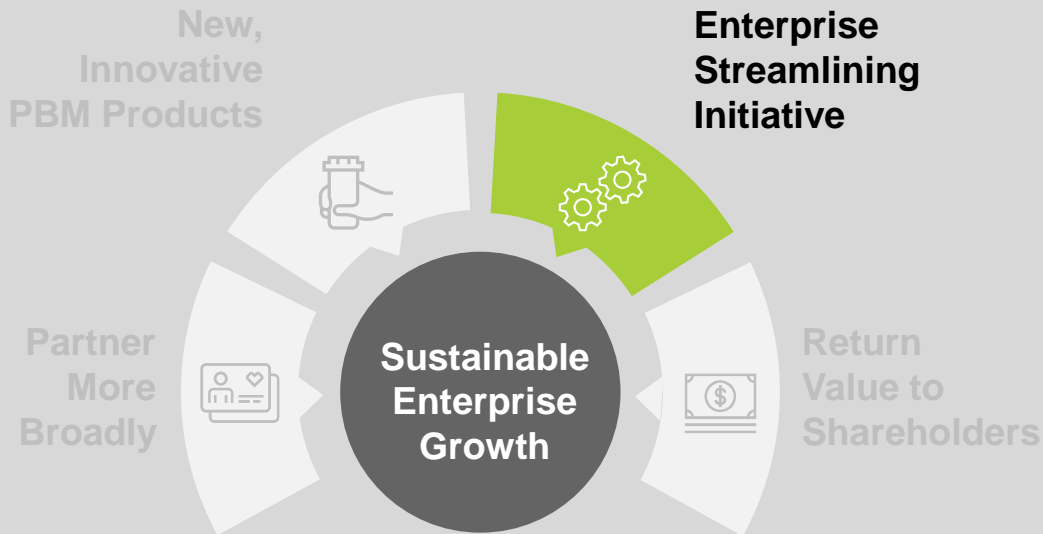 New,
Innovative
PBM Products
Enterprise
Streamlining
Initiative
Partner
More
Broadly
Sustainable
Enterprise
Growth
$
Return
Value to
Shareholders